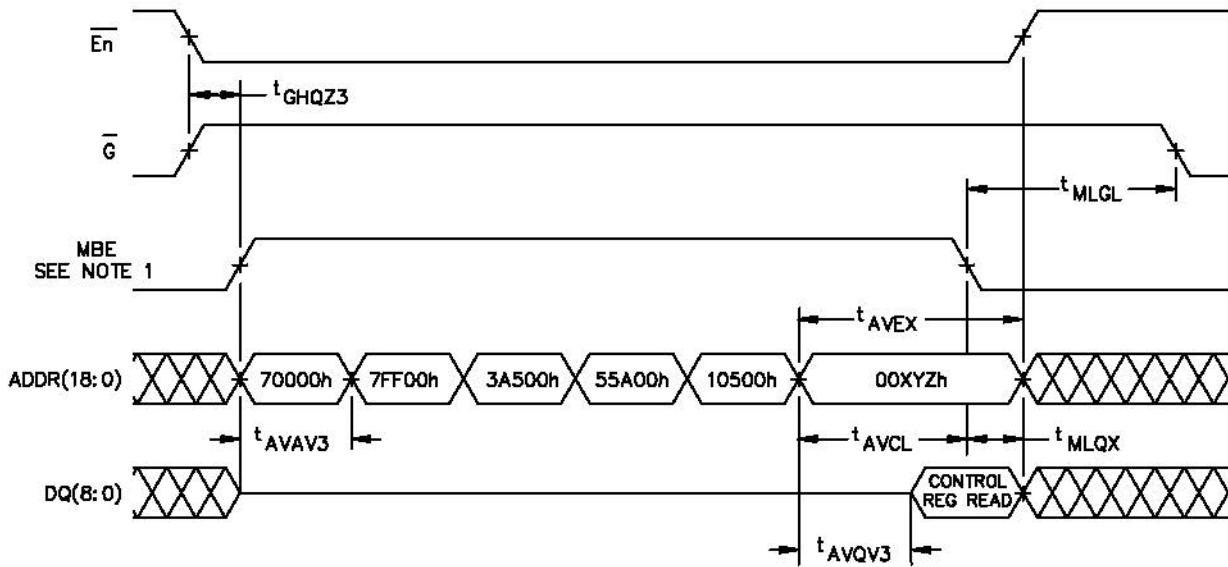 En
tGHQZ3
G
tMLGL
MBE
SEE NOTE 1
tAVEX
ADDR(18:0) 70000h 7FF00h 3A500h 55A00h 10500h 00XYZh
tAVAV3 tAVCL tMLQX
DQ(8:0) CONTROL
REG READ
tAVQV3